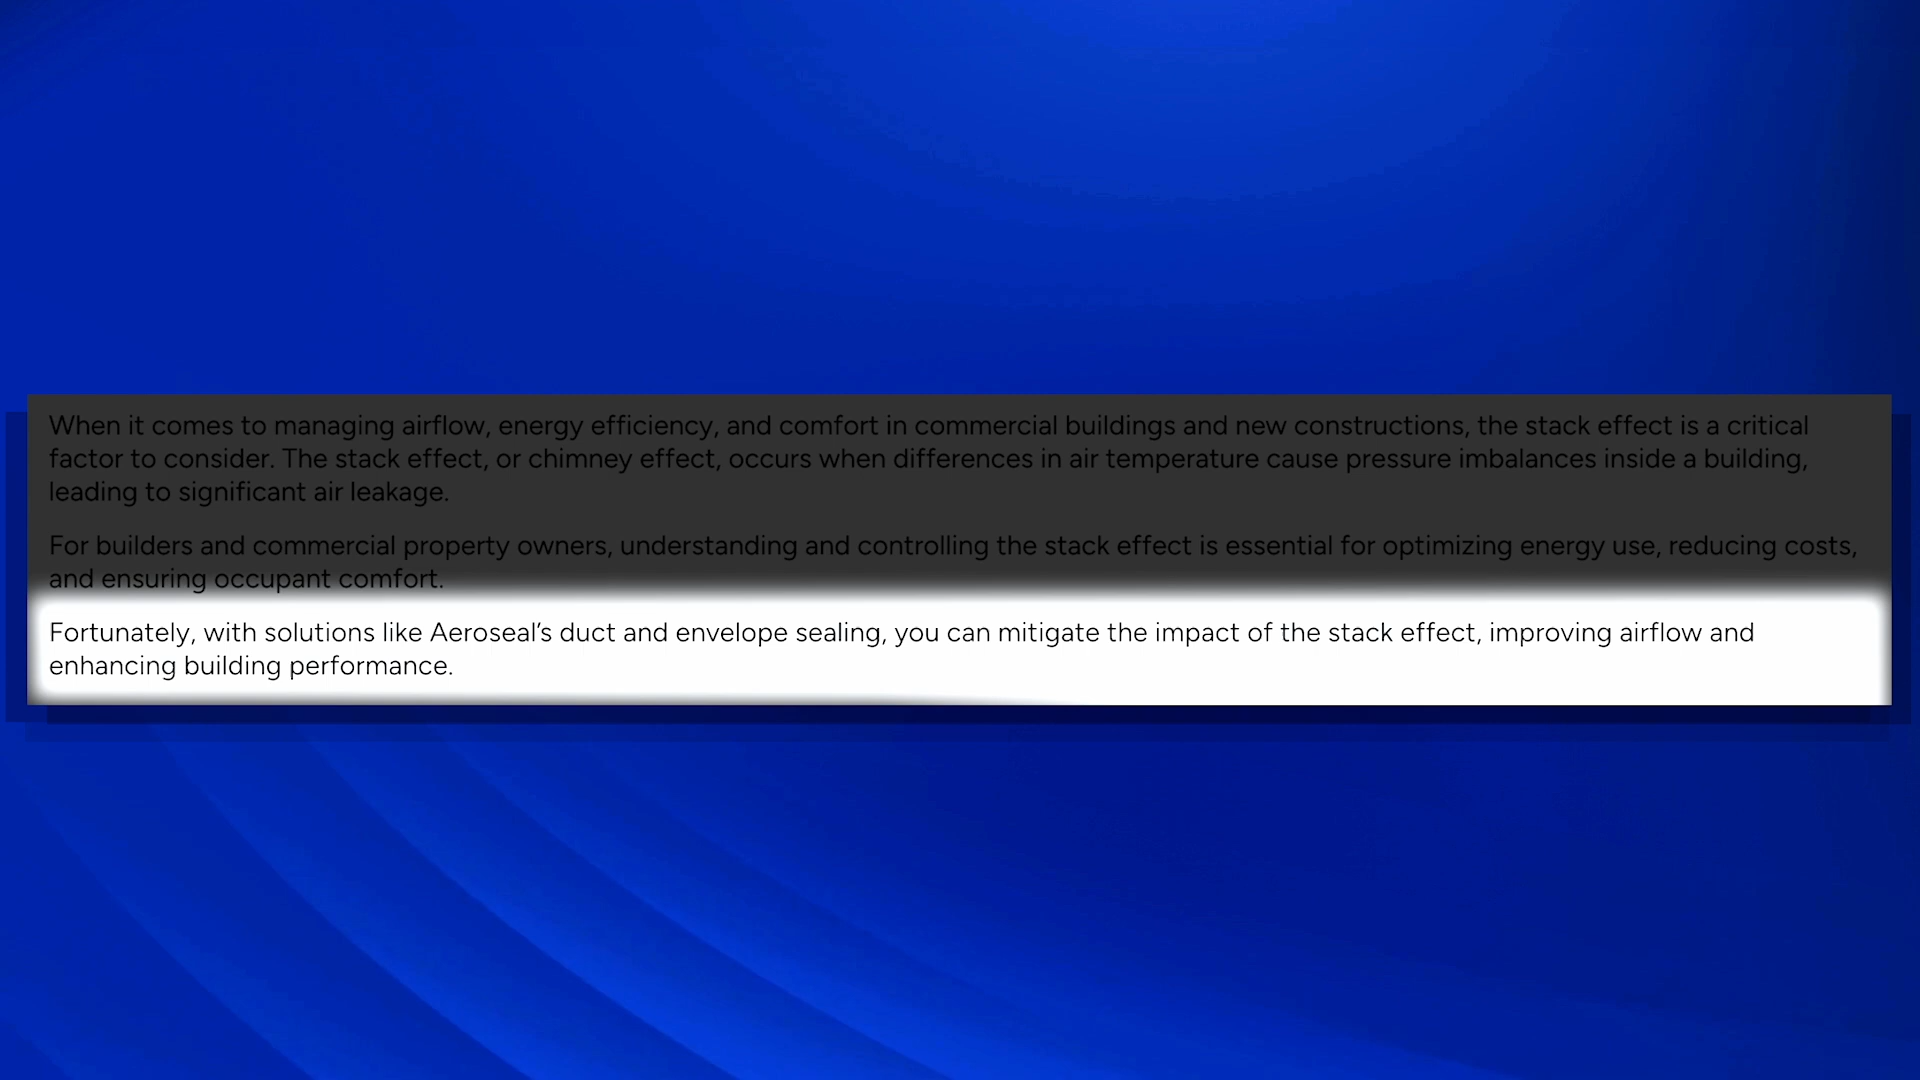 When it comes to managing airflow, energy efficiency, and comfort in commercial buildings and new constructions, the stack effect is a critical
factor to consider. The stack effect, or chimney effect, occurs when differences in air temperature cause pressure imbalances inside a building,
leading to significant air leakage.
For builders and commercial property owners, understanding and controlling the stack effect is essential for optimizing energy use, reducing costs,
and ensuring occupant comfort.
Fortunately, with solutions like Aeroseal’s duct and envelope sealing, you can mitigate the impact of the stack effect, improving airflow and
enhancing building performance.